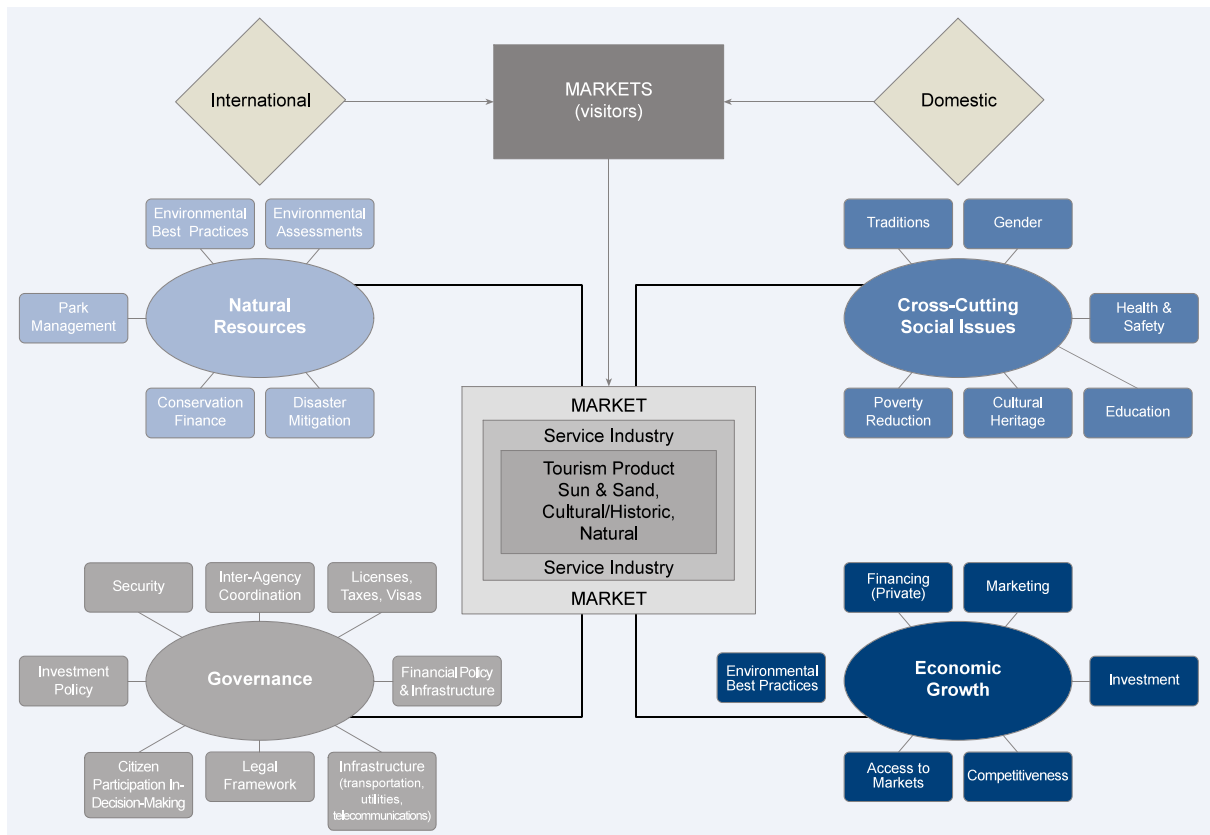 International
MARKETS
(visitors)
Domestic
Environmental
Best Practices
Environmental
Assessments
Park
Management
Natural
Resources
Conservation
Finance
Disaster
Mitigation
Traditions
Gender
Cross-Cutting
Social Issues
Health &
Safety
Poverty
Reduction
Cultural
Heritage
Education
MARKET
Service Industry
Tourism Product
Sun & Sand,
Cultural/Historic,
Natural
Service Industry
MARKET
Security
Inter-Agency
Coordination
Licenses,
Taxes, Visas
Investment
Policy
Governance
Financial Policy
& Infrastructure
Citizen
Participation In-
Decision-Making
Legal
Framework
Infrastructure
(transportation,
utilities,
telecommunications)
Financing
(Private)
Marketing
Environmental
Best Practices
Economic
Growth
Investment
Access to
Markets
Competitiveness